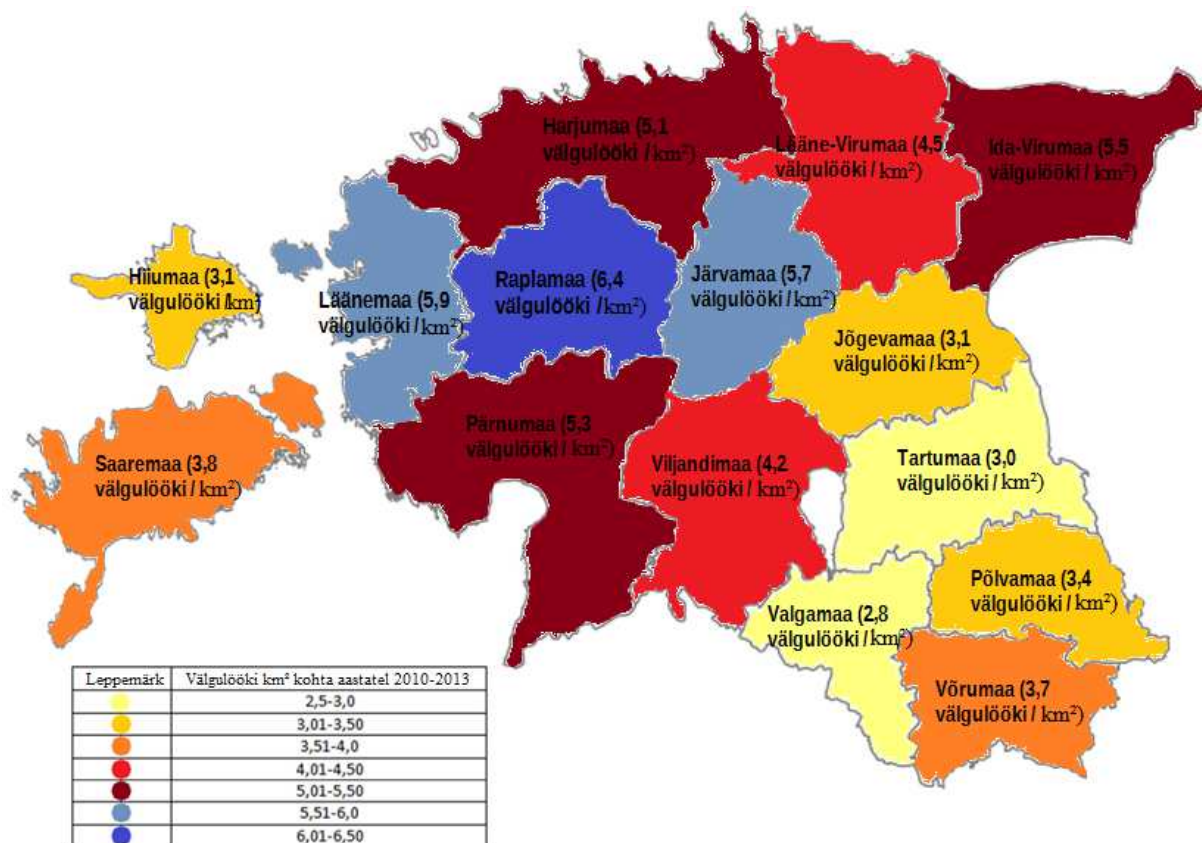 Harjumaa (5,1
välgulööki / km²)
Lääne-Virumaa (4,5
välgulööki / km²)
Ida-Virumaa (5,5
välgulööki / km²)
Hiiumaa (3,1
välgulööki /km²
Läänemaa (5,9
välgulööki / km²)
Raplamaa (6,4
välgulööki / km²)
Järvamaa (5,7
välgulööki / km²)
Jõgevamaa (3,1
välgulööki / km²)
Saaremaa (3,8
välgulööki / km²)
Pärnumaa (5,3
välgulööki / km²)
Viljandimaa (4,2
välgulööki / km²)
Tartumaa (3,0
välgulööki / km²)
Valgamaa (2,8
välgulööki / km²)
Põlvamaa (3,4
välgulööki / km²)
Võrumaa (3,7
välgulööki / km²)
Leppemärk Välgulööki km² kohta aastatel 2010-2013
2,5-3,0
3,01-3,50
3,51-4,0
4,01-4,50
5,01-5,50
5,51-6,0
6,01-6,50